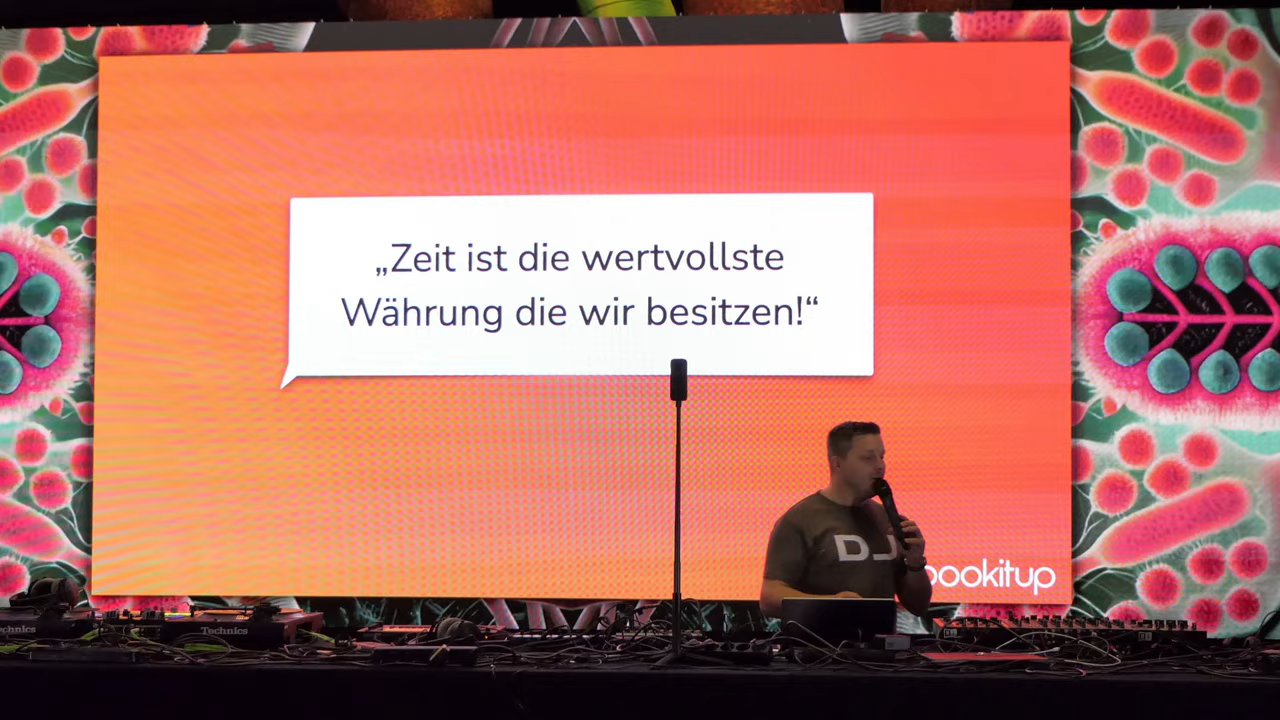 „Zeit ist die wertvollste
Währung die wir besitzen!“
DJ
bookitup
Technics
Technics